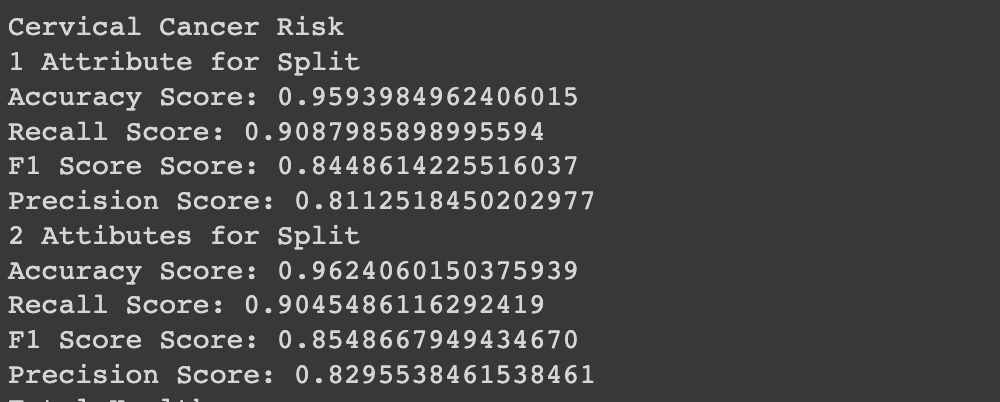 Cervical Cancer Risk
1 Attribute for Split
Accuracy Score: 0.9593984962406015
Recall Score: 0.9087985898995594
F1 Score Score: 0.8448614225516037
Precision Score: 0.8112518450202977
2 Attibutes for Split
Accuracy Score: 0.9624060150375939
Recall Score: 0.9045486116292419
F1 Score Score: 0.8548667949434670
Precision Score: 0.8295538461538461